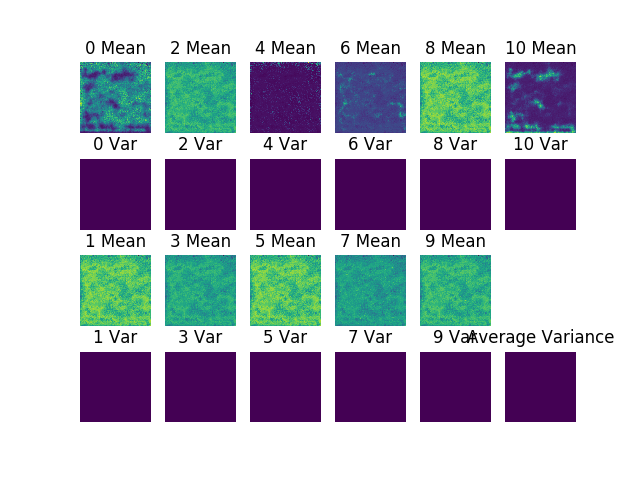 0 Mean 2 Mean 4 Mean 6 Mean 8 Mean 10 Mean
0 Var 2 Var 4 Var 6 Var 8 Var 10 Var
1 Mean 3 Mean 5 Mean 7 Mean 9 Mean
1 Var 3 Var 5 Var 7 Var 9 Var Average Variance